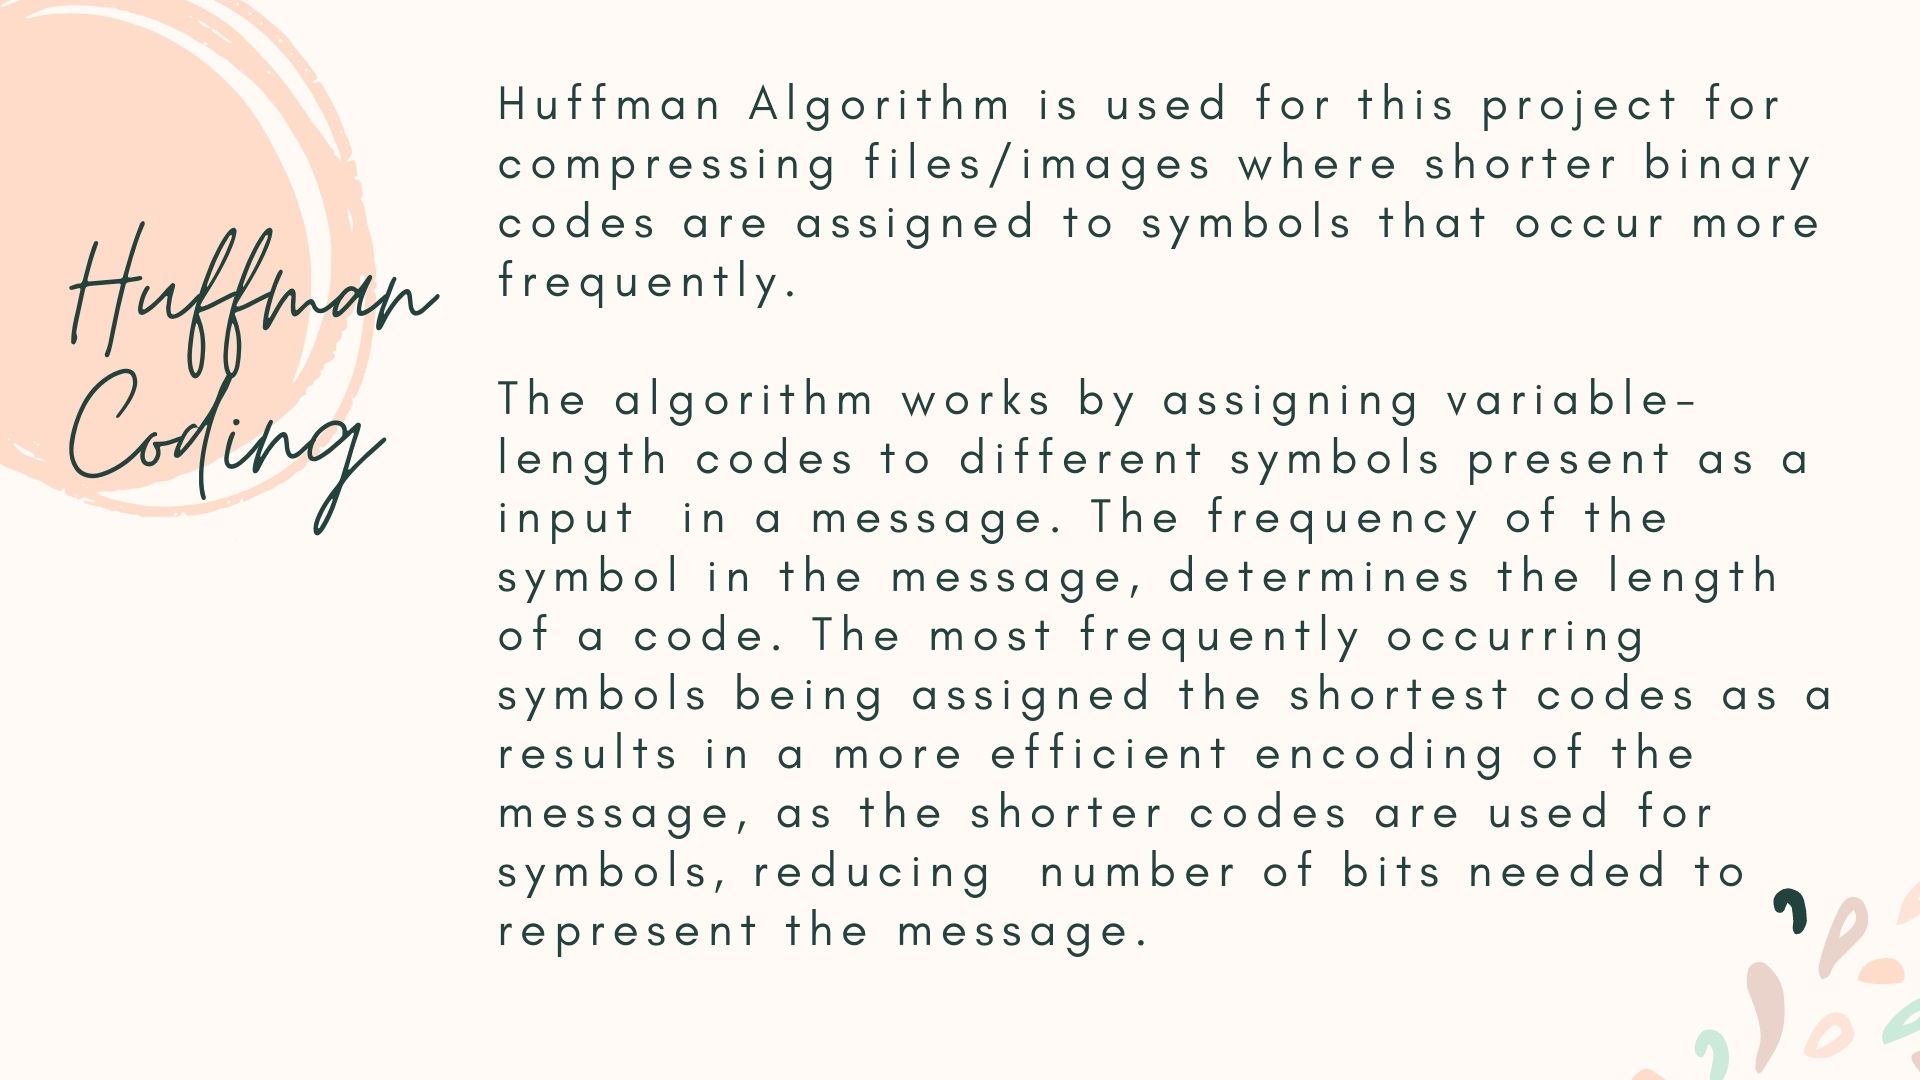 Huffman
Coding
Huffman Algorithm is used for this project for
compressing files/images where shorter binary
codes are assigned to symbols that occur more
frequently.
The algorithm works by assigning variable-
length codes to different symbols present as a
input  in a message. The frequency of the
symbol in the message, determines the length
of a code. The most frequently occurring
symbols being assigned the shortest codes as a
results in a more efficient encoding of the
message, as the shorter codes are used for
symbols, reducing  number of bits needed to
represent the message.